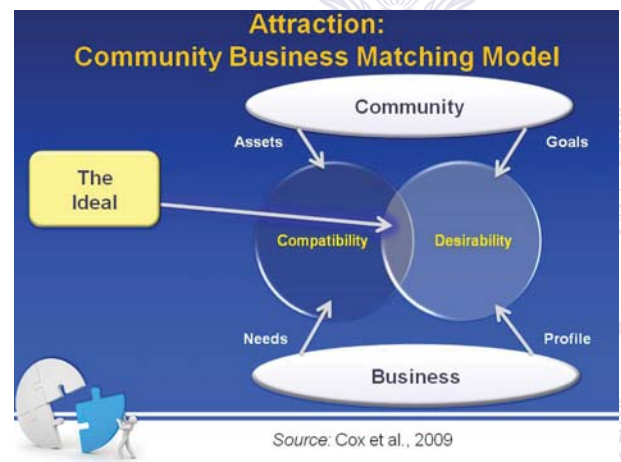 Attraction:
Community Business Matching Model
Community
Assets
Goals
The
Ideal
Compatibility
Desirability
Needs
Profile
Business
Source: Cox et al., 2009